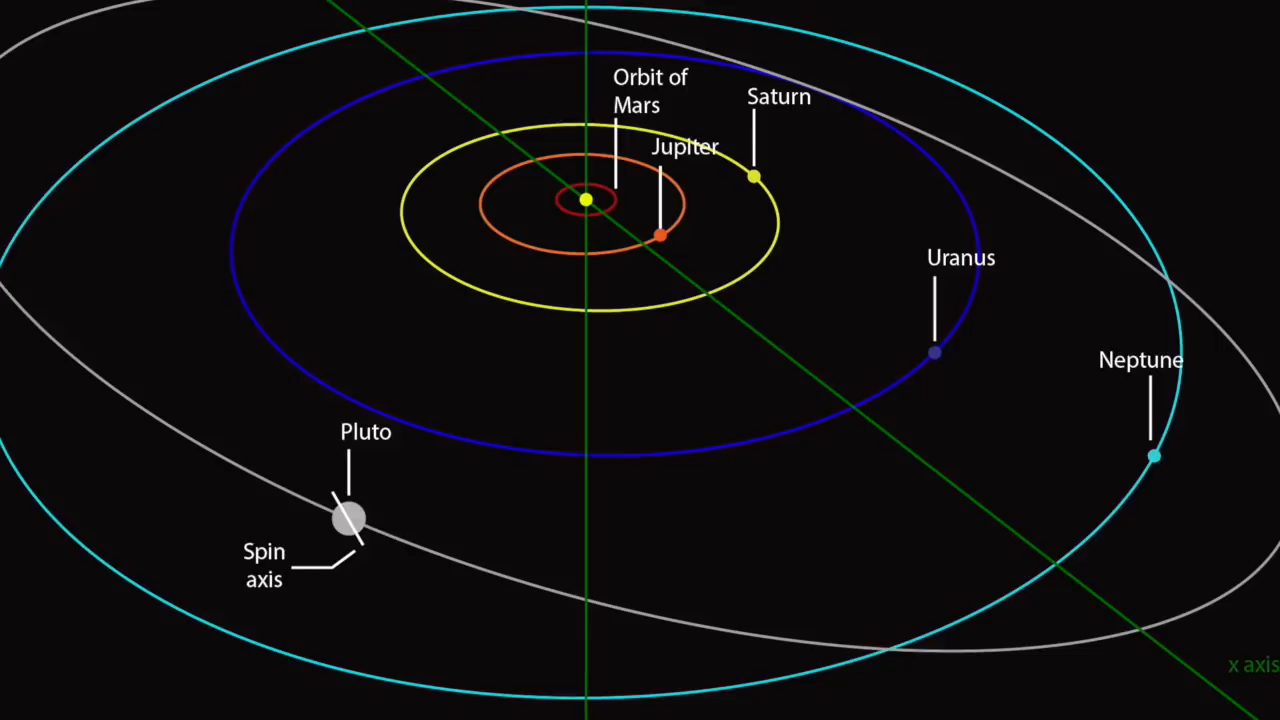 Orbit of
Mars
Saturn
Jupiter
Uranus
Neptune
Pluto
Spin
axis
x axis